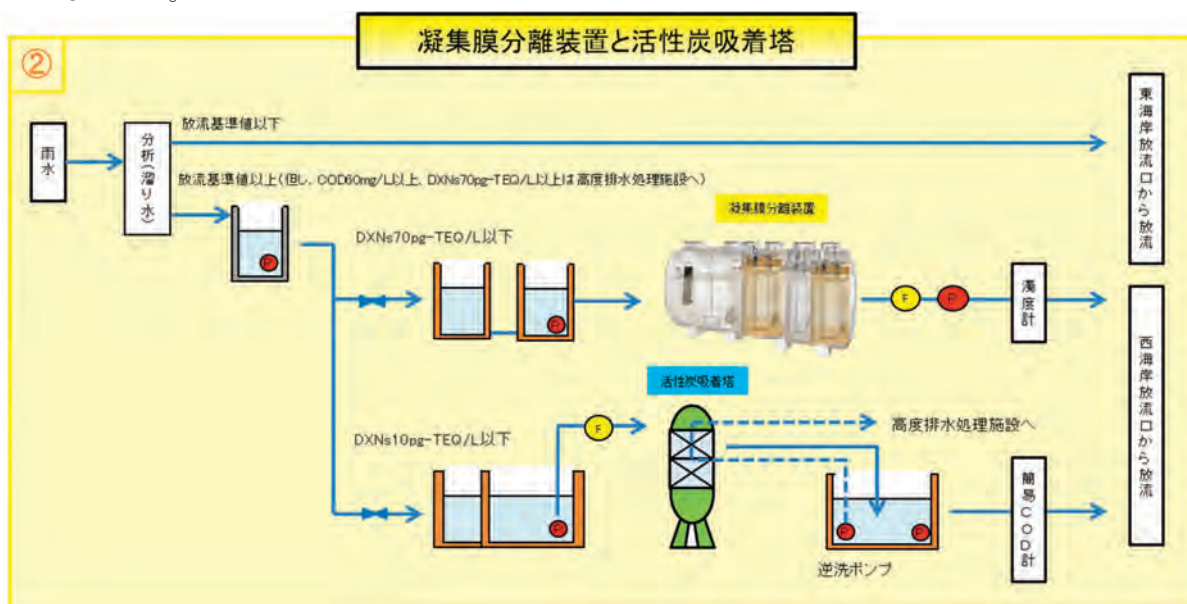 凝集膜分離装置と活性炭吸着塔
②
雨水
分析(溜り水)
放流基準値以下
放流基準値以上(但し、COD60mg/L以上、DXNs70pg-TEQ/L以上は高度排水処理施設へ)
東海岸放流口から放流
P
DXNs70pg-TEQ/L以下
P
凝集膜分離装置
F
P
濁度計
西海岸放流口から放流
DXNs10pg-TEQ/L以下
P
F
活性炭吸着塔
高度排水処理施設へ
P
P
逆洗ポンプ
簡易COD計